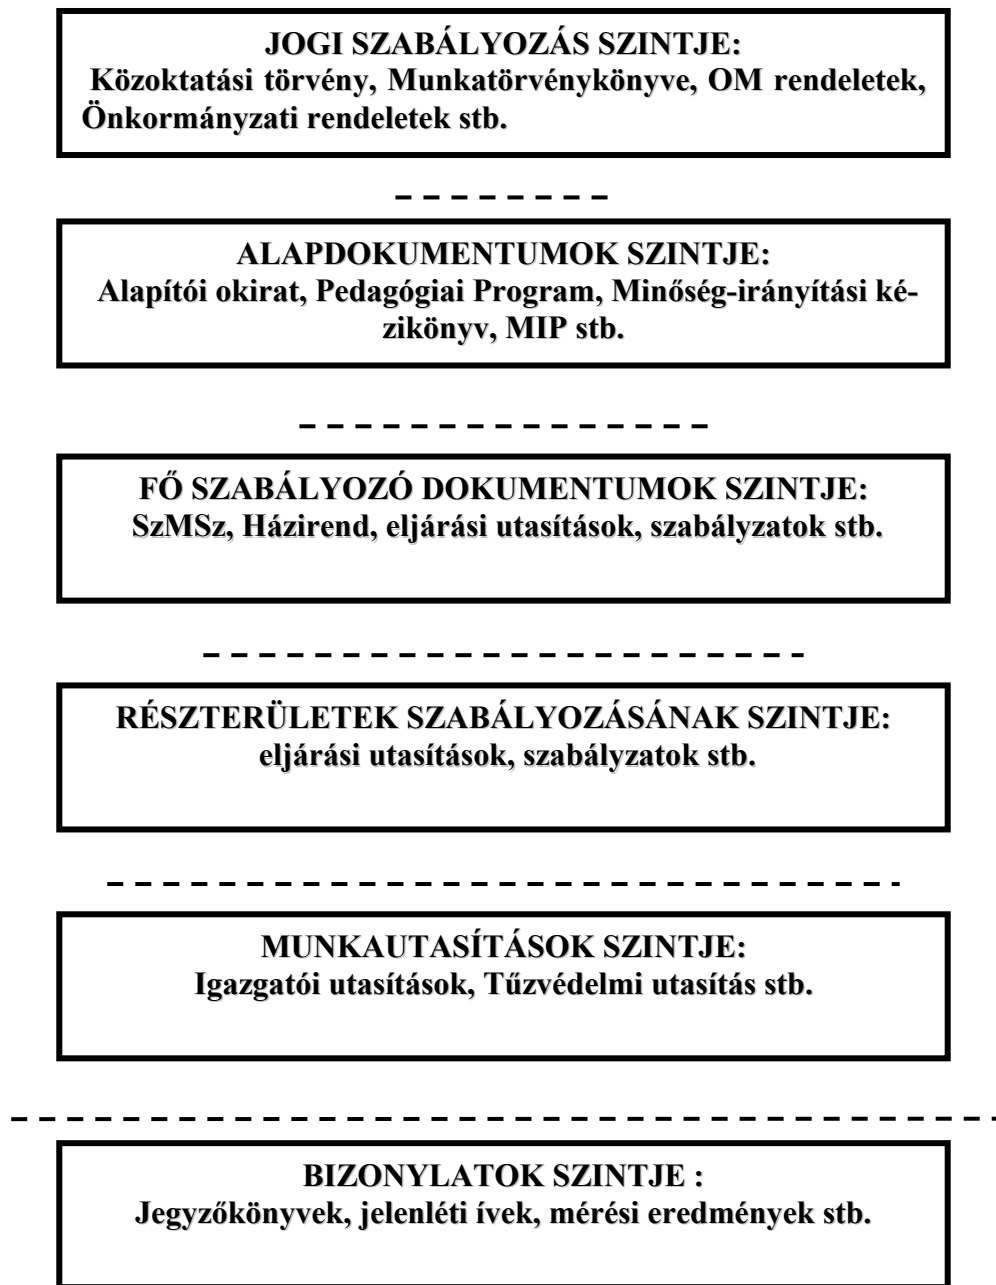 JOGI SZABÁLYOZÁS SZINTJE:
Közoktatási törvény, Munkatörvénykönyve, OM rendeletek,
Önkormányzati rendeletek stb.
ALAPDOKUMENTUMOK SZINTJE:
Alapítói okirat, Pedagógiai Program, Minőség-irányítási ké-
zikönyv, MIP stb.
FŐ SZABÁLYOZÓ DOKUMENTUMOK SZINTJE:
SzMSz, Házirend, eljárási utasítások, szabályzatok stb.
RÉSZTERÜLETEK SZABÁLYOZÁSÁNAK SZINTJE:
eljárási utasítások, szabályzatok stb.
MUNKAUTASÍTÁSOK SZINTJE:
Igazgatói utasítások, Tűzvédelmi utasítás stb.
BIZONYLATOK SZINTJE :
Jegyzőkönyvek, jelenléti ívek, mérési eredmények stb.